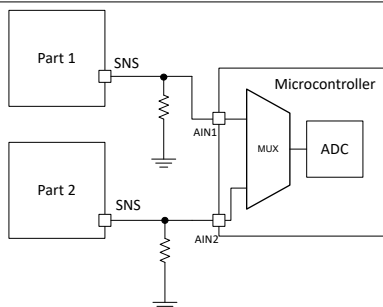 Part 1
SNS
Microcontroller
AIN1
MUX
ADC
Part 2
SNS
AIN2